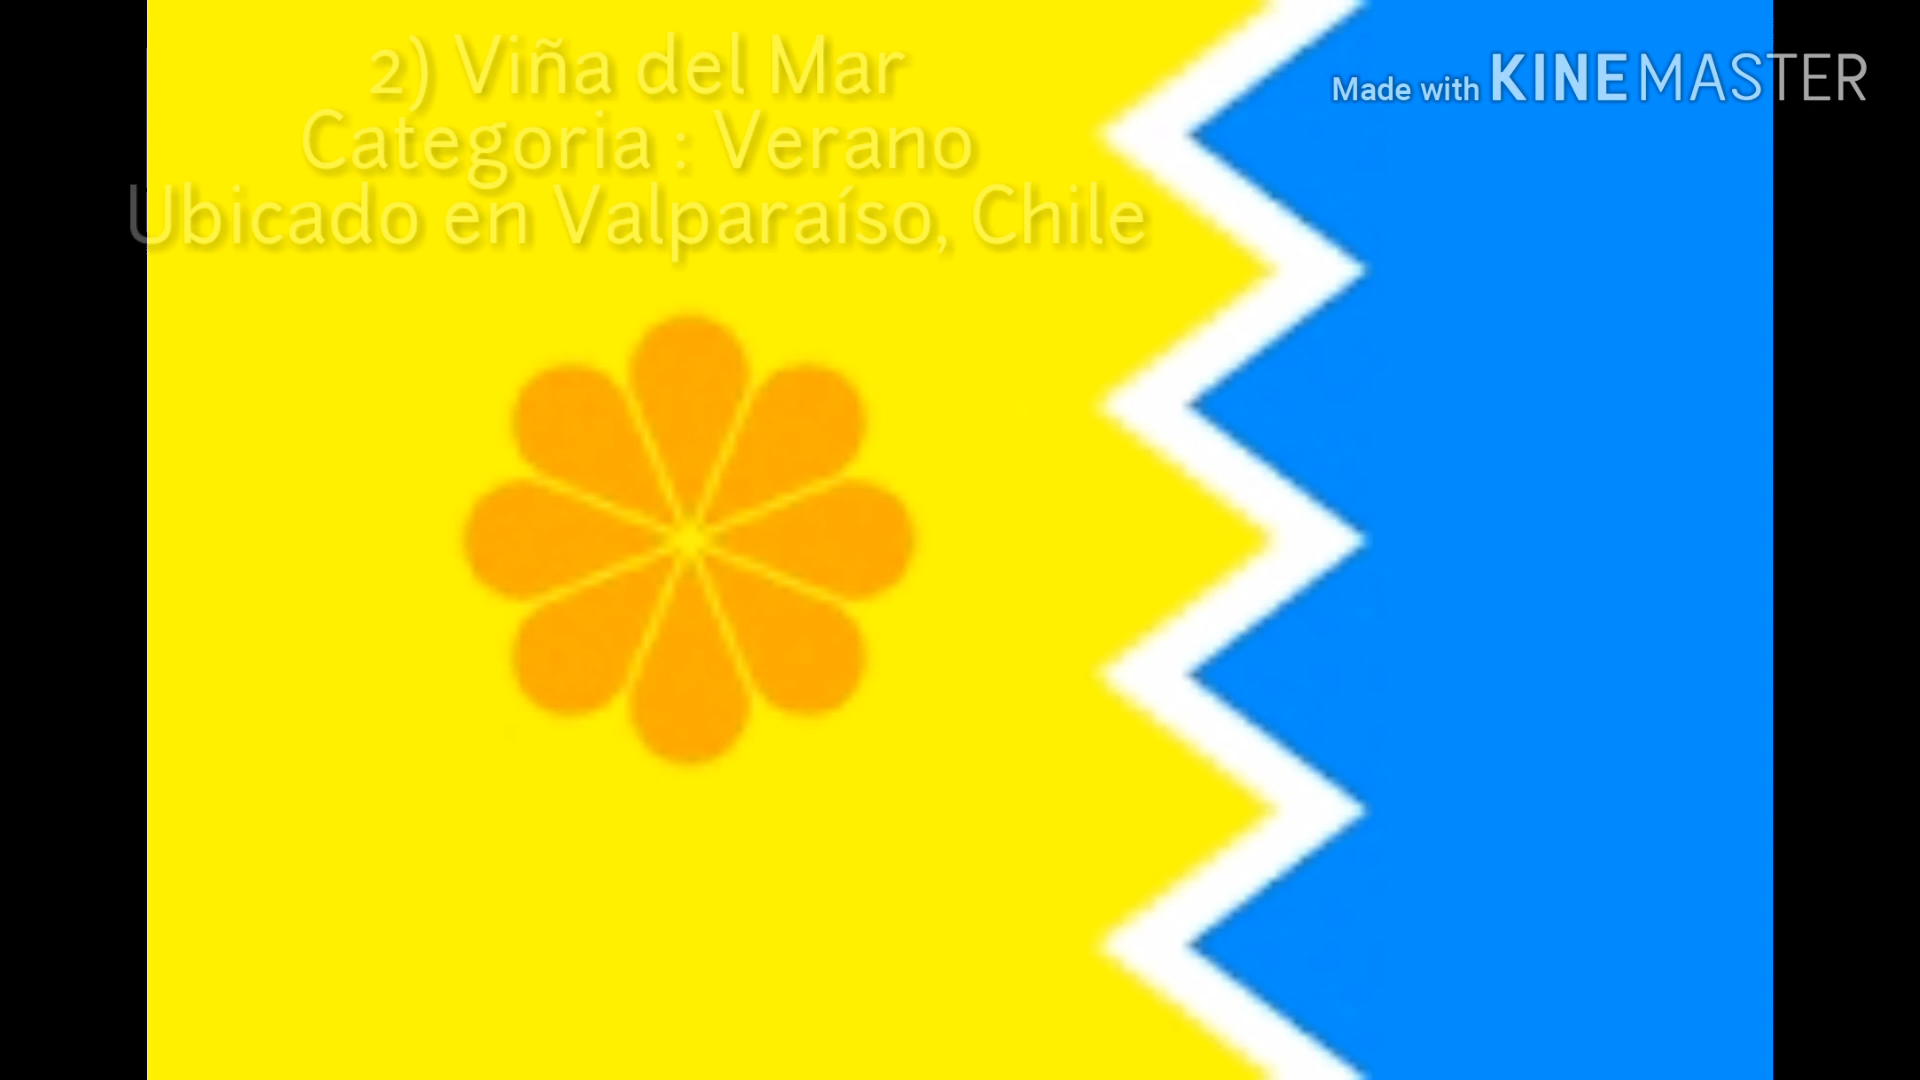 2) Viña del Mar
Categoria : Verano
Ubicado en Valparaíso, Chile
Made with KINEMASTER